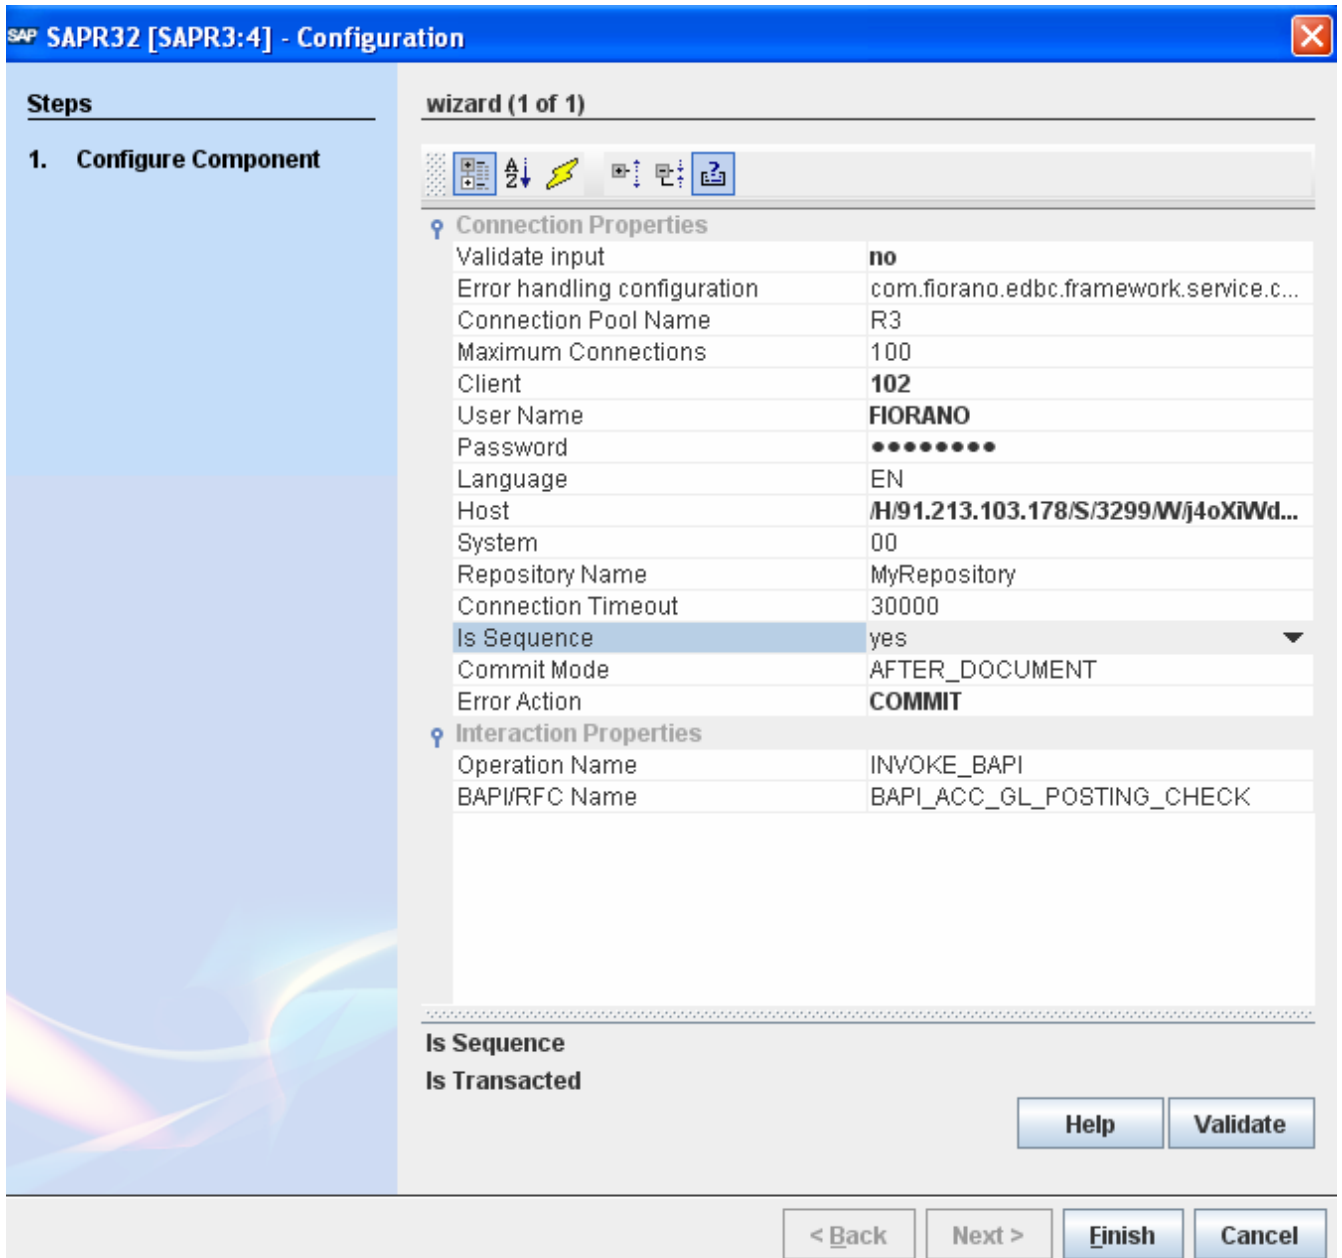 SAP SAPR32 [SAPR3:4] - Configuration
Steps
1. Configure Component
wizard (1 of 1)
Connection Properties
Validate input no
Error handling configuration com.fiorano.edbc.framework.service.c...
Connection Pool Name R3
Maximum Connections 100
Client 102
User Name FIORANO
Password ●●●●●●●●
Language EN
Host /H/91.213.103.178/S/3299/W/j4oXiWd...
System 00
Repository Name MyRepository
Connection Timeout 30000
Is Sequence yes
Commit Mode AFTER_DOCUMENT
Error Action COMMIT
Interaction Properties
Operation Name INVOKE_BAPI
BAPI/RFC Name BAPI_ACC_GL_POSTING_CHECK
Is Sequence
Is Transacted
Help Validate
< Back Next > Finish Cancel